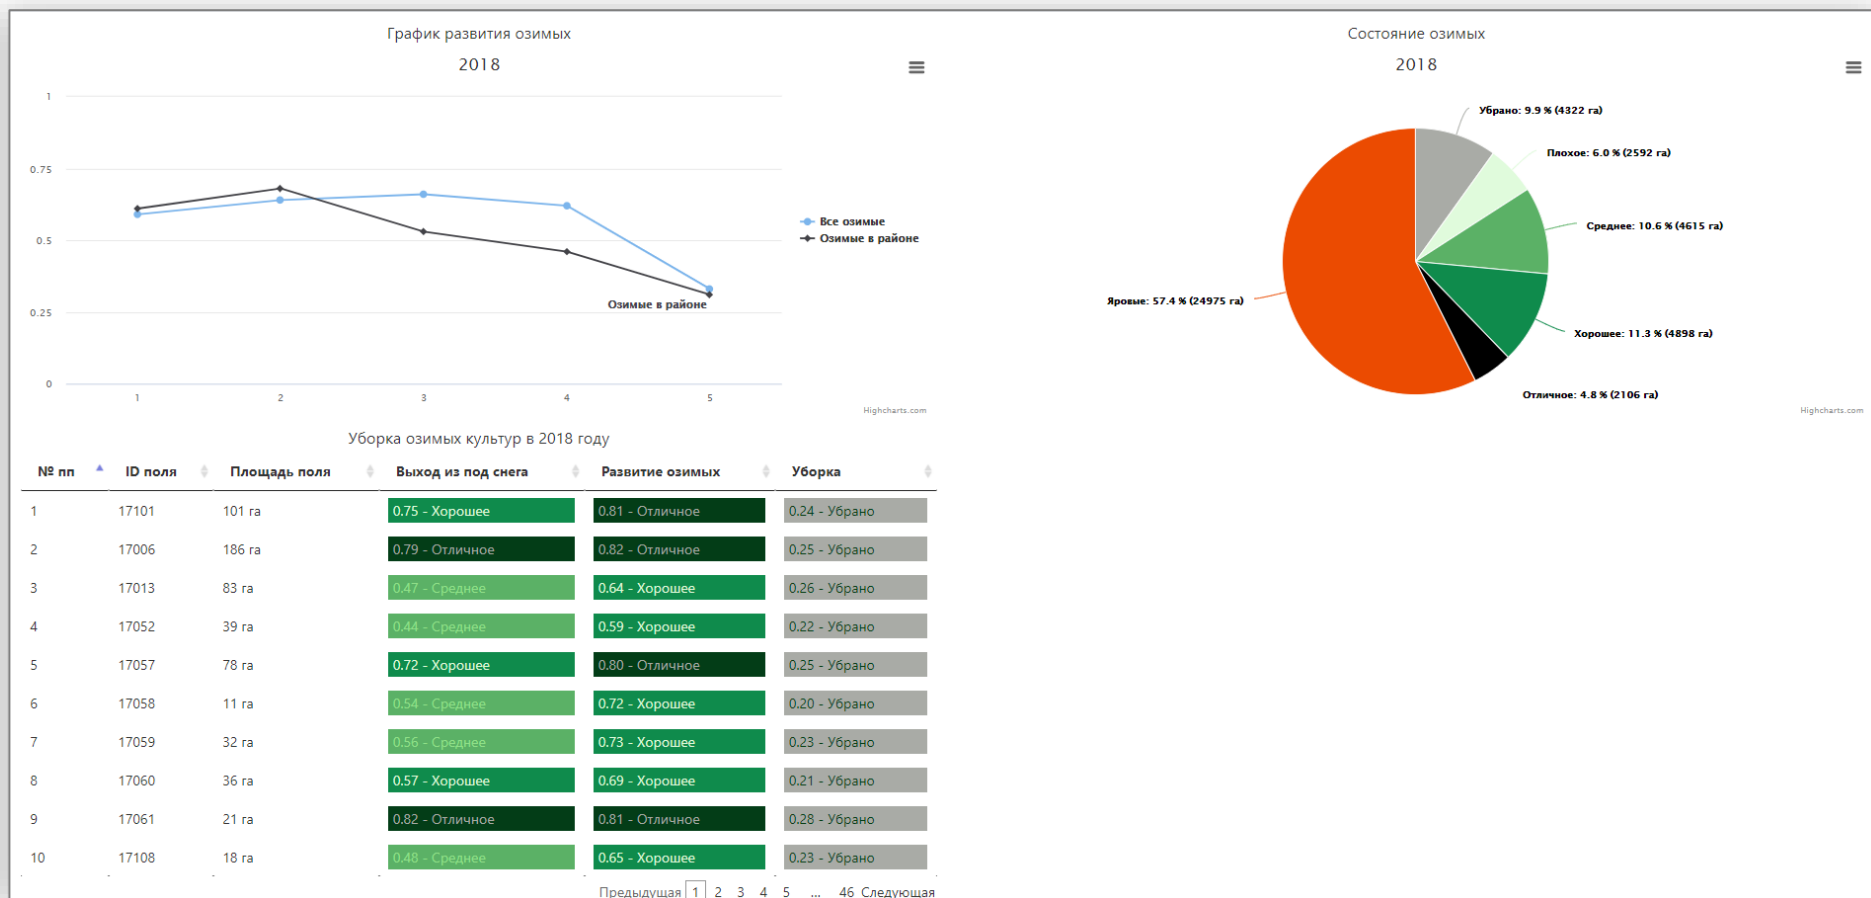 График развития озимых
2018
1
0.75
0.5
0.25
0
1 2 3 4 5
Все озимые
Озимые в районе
Озимые в районе
Highcharts.com
Состояние озимых
2018
Убрано: 9.9 % (4322 га)
Плохое: 6.0 % (2592 га)
Среднее: 10.6 % (4615 га)
Яровые: 57.4 % (24975 га)
Хорошее: 11.3 % (4898 га)
Отличное: 4.8 % (2106 га)
Highcharts.com
Уборка озимых культур в 2018 году
№ пп ID поля Площадь поля Выход из под снега Развитие озимых Уборка
1 17101 101 га 0.75 - Хорошее 0.81 - Отличное 0.24 - Убрано
2 17006 186 га 0.79 - Отличное 0.82 - Отличное 0.25 - Убрано
3 17013 83 га 0.47 - Среднее 0.64 - Хорошее 0.26 - Убрано
4 17052 39 га 0.44 - Среднее 0.59 - Хорошее 0.22 - Убрано
5 17057 78 га 0.72 - Хорошее 0.80 - Отличное 0.25 - Убрано
6 17058 11 га 0.54 - Среднее 0.72 - Хорошее 0.20 - Убрано
7 17059 32 га 0.56 - Среднее 0.73 - Хорошее 0.23 - Убрано
8 17060 36 га 0.57 - Хорошее 0.69 - Хорошее 0.21 - Убрано
9 17061 21 га 0.82 - Отличное 0.81 - Отличное 0.28 - Убрано
10 17108 18 га 0.48 - Среднее 0.65 - Хорошее 0.23 - Убрано
Предыдущая 1 2 3 4 5 ... 46 Следующая